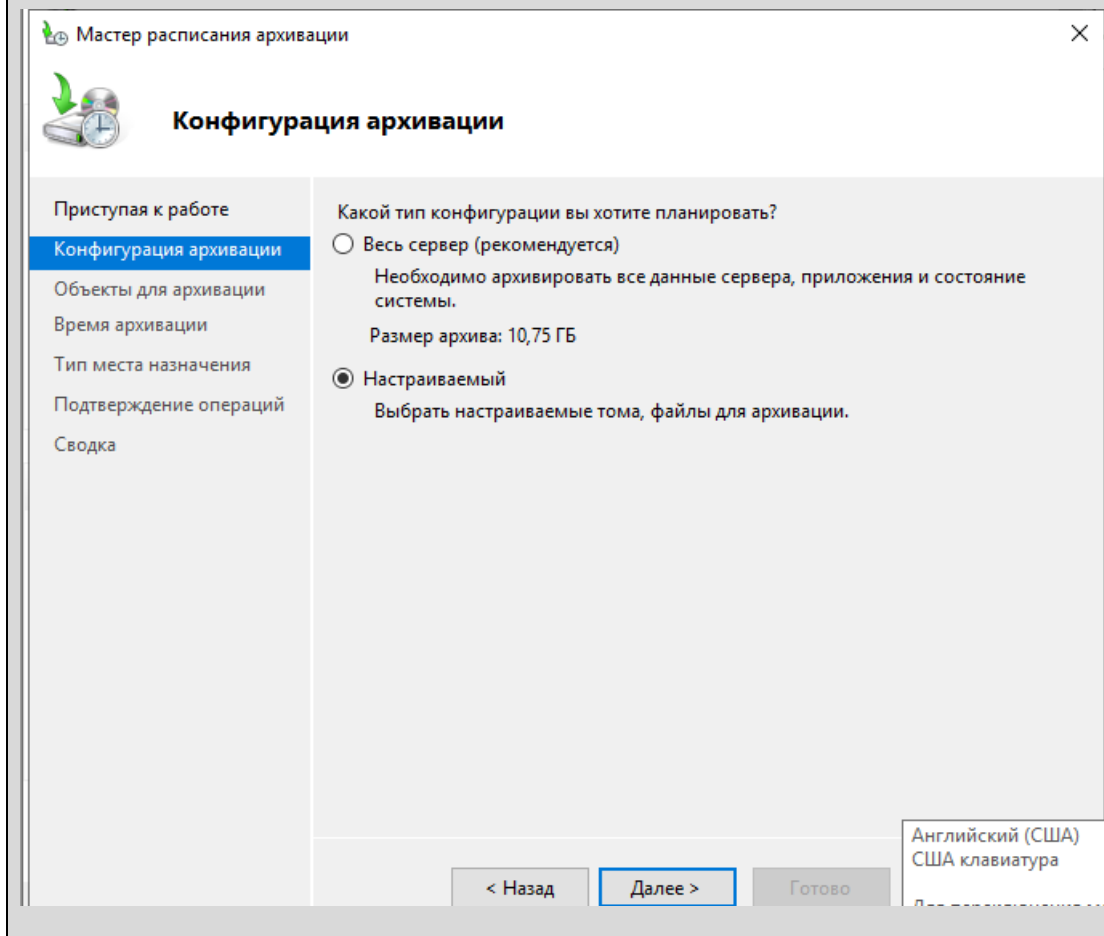 Мастер расписания архивации
Конфигурация архивации
Приступая к работе
Конфигурация архивации
Объекты для архивации
Время архивации
Тип места назначения
Подтверждение операций
Сводка
Какой тип конфигурации вы хотите планировать?
Весь сервер (рекомендуется)
Необходимо архивировать все данные сервера, приложения и состояние
системы.
Размер архива: 10,75 ГБ
Настраиваемый
Выбрать настраиваемые тома, файлы для архивации.
< Назад
Далее >
Готово
Английский (США)
США клавиатура